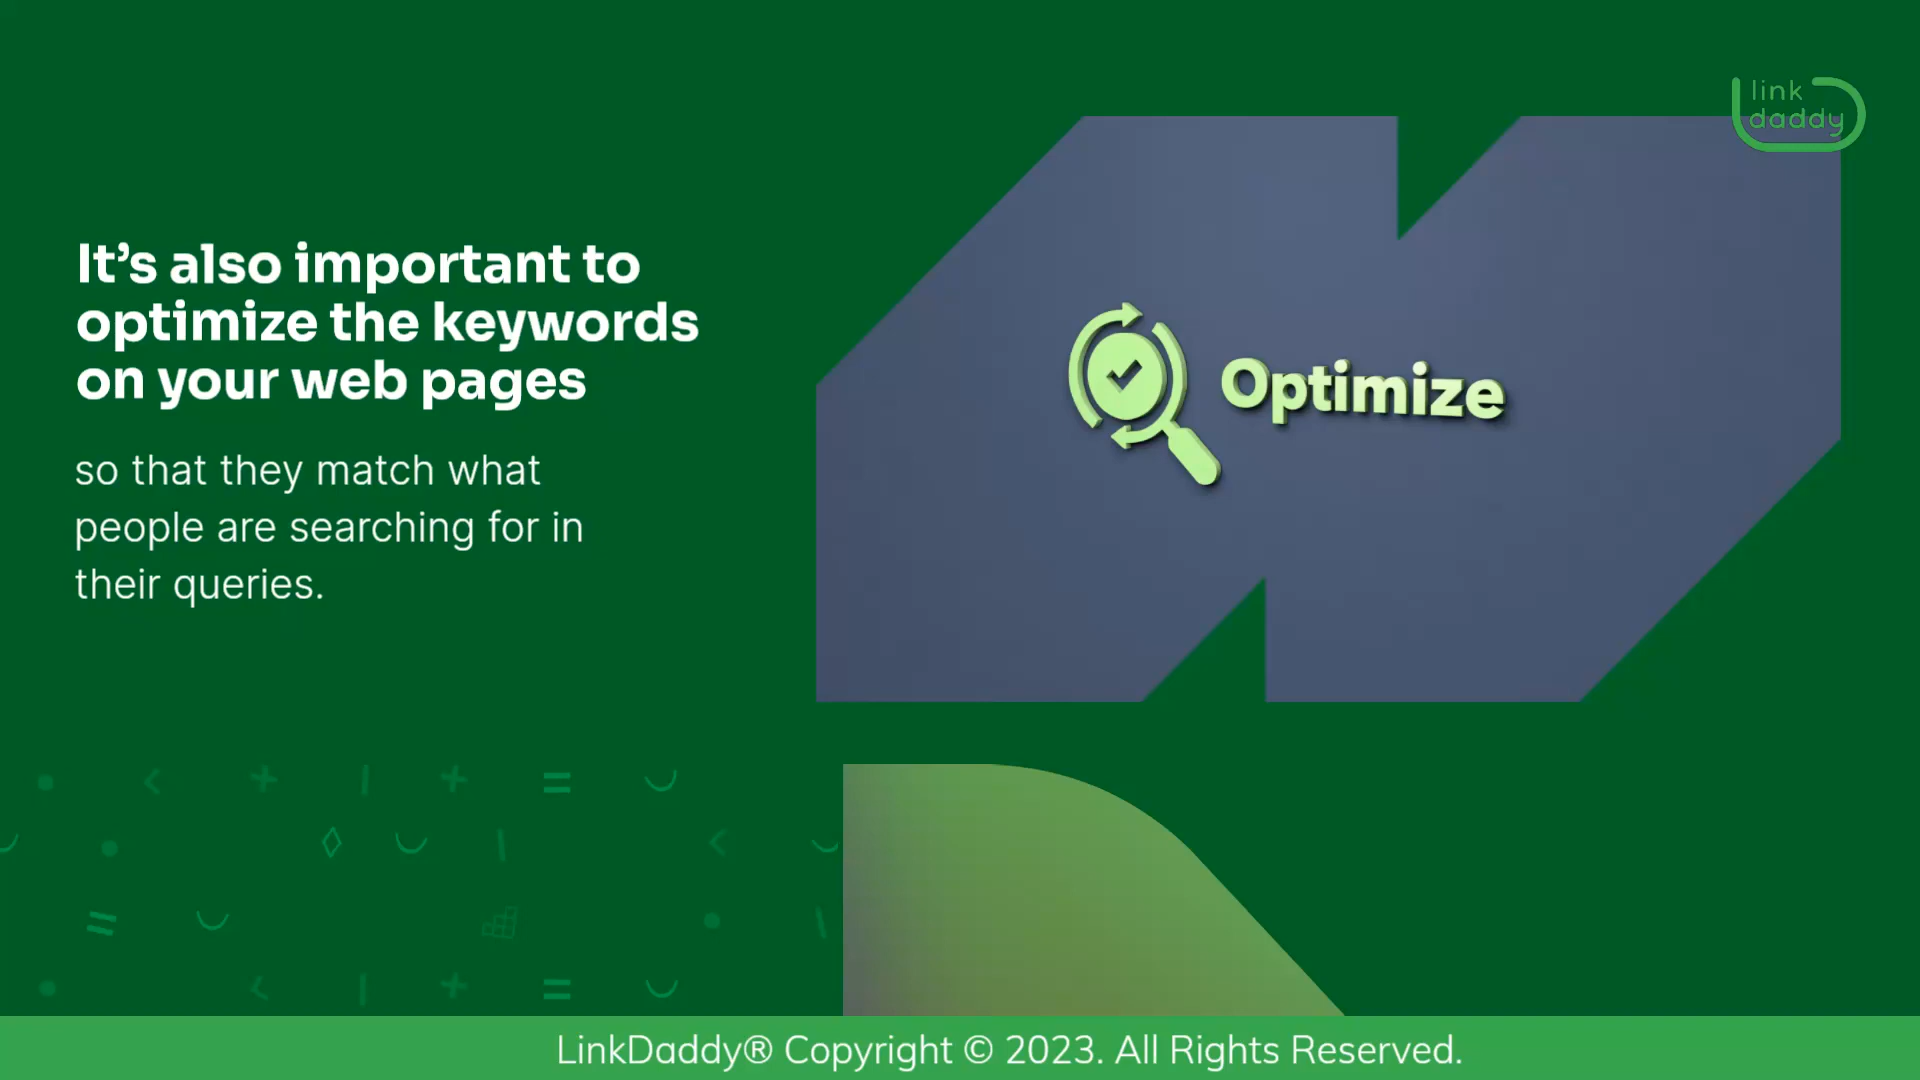 link
daddy
It’s also important to
optimize the keywords
on your web pages
so that they match what
people are searching for in
their queries.
Optimize
LinkDaddy® Copyright © 2023. All Rights Reserved.